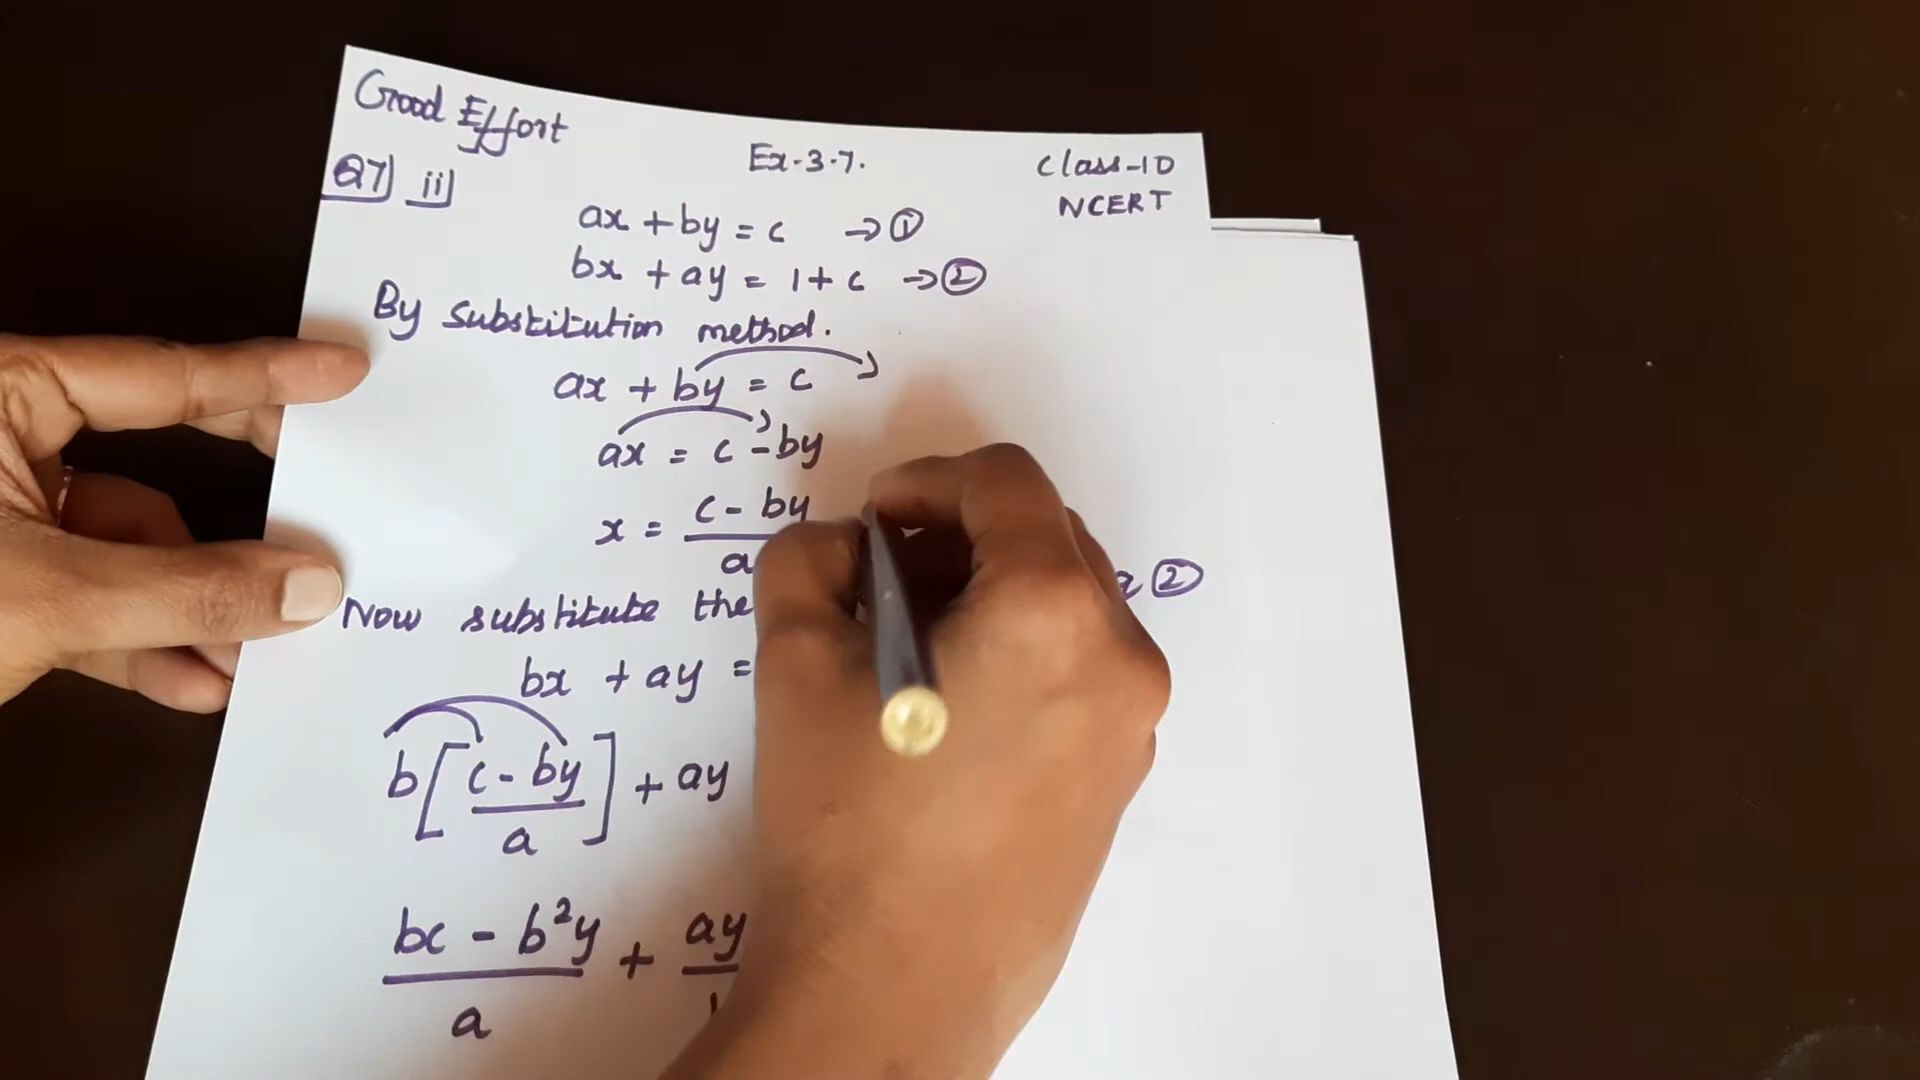 Good Effort
Ex-3.7.
Class-10
NCERT
Q7) ii)
ax + by = c → ①
bx + ay = 1 + c → ②
By substitution method.
ax + by = c
ax = c - by
x = c - by / a
Now substitute the ②
bx + ay =
b[c - by / a] + ay
bc - b²y / a + ay / 1